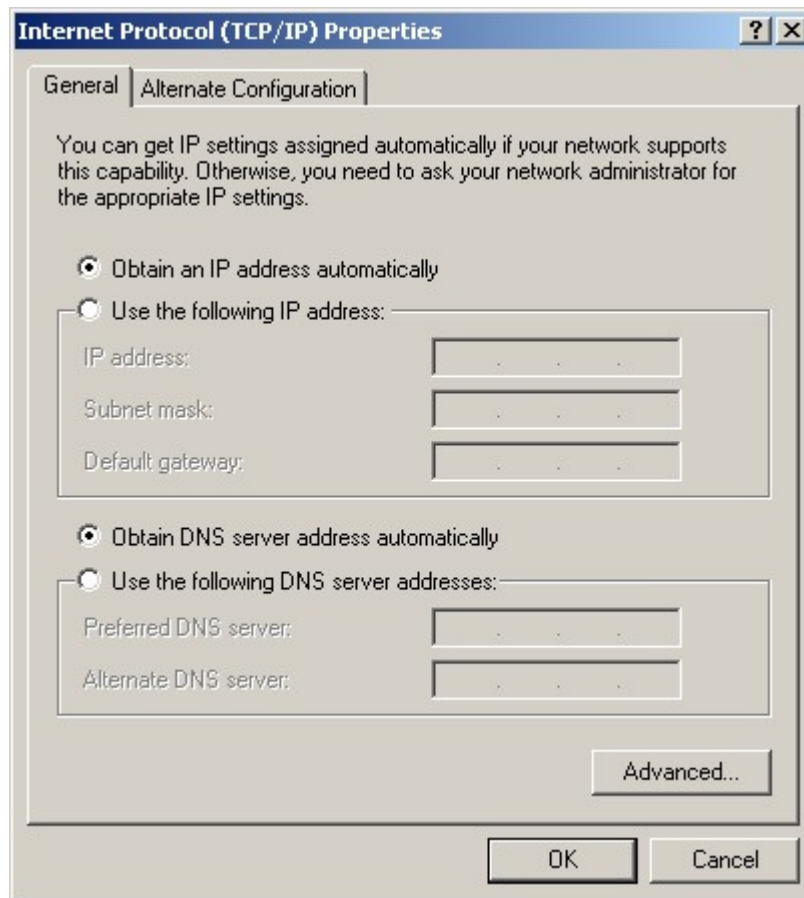 Internet Protocol (TCP/IP) Properties
General
Alternate Configuration
You can get IP settings assigned automatically if your network supports
this capability. Otherwise, you need to ask your network administrator for
the appropriate IP settings.
Obtain an IP address automatically
Use the following IP address:
IP address:
Subnet mask:
Default gateway:
Obtain DNS server address automatically
Use the following DNS server addresses:
Preferred DNS server:
Alternate DNS server:
Advanced...
OK
Cancel